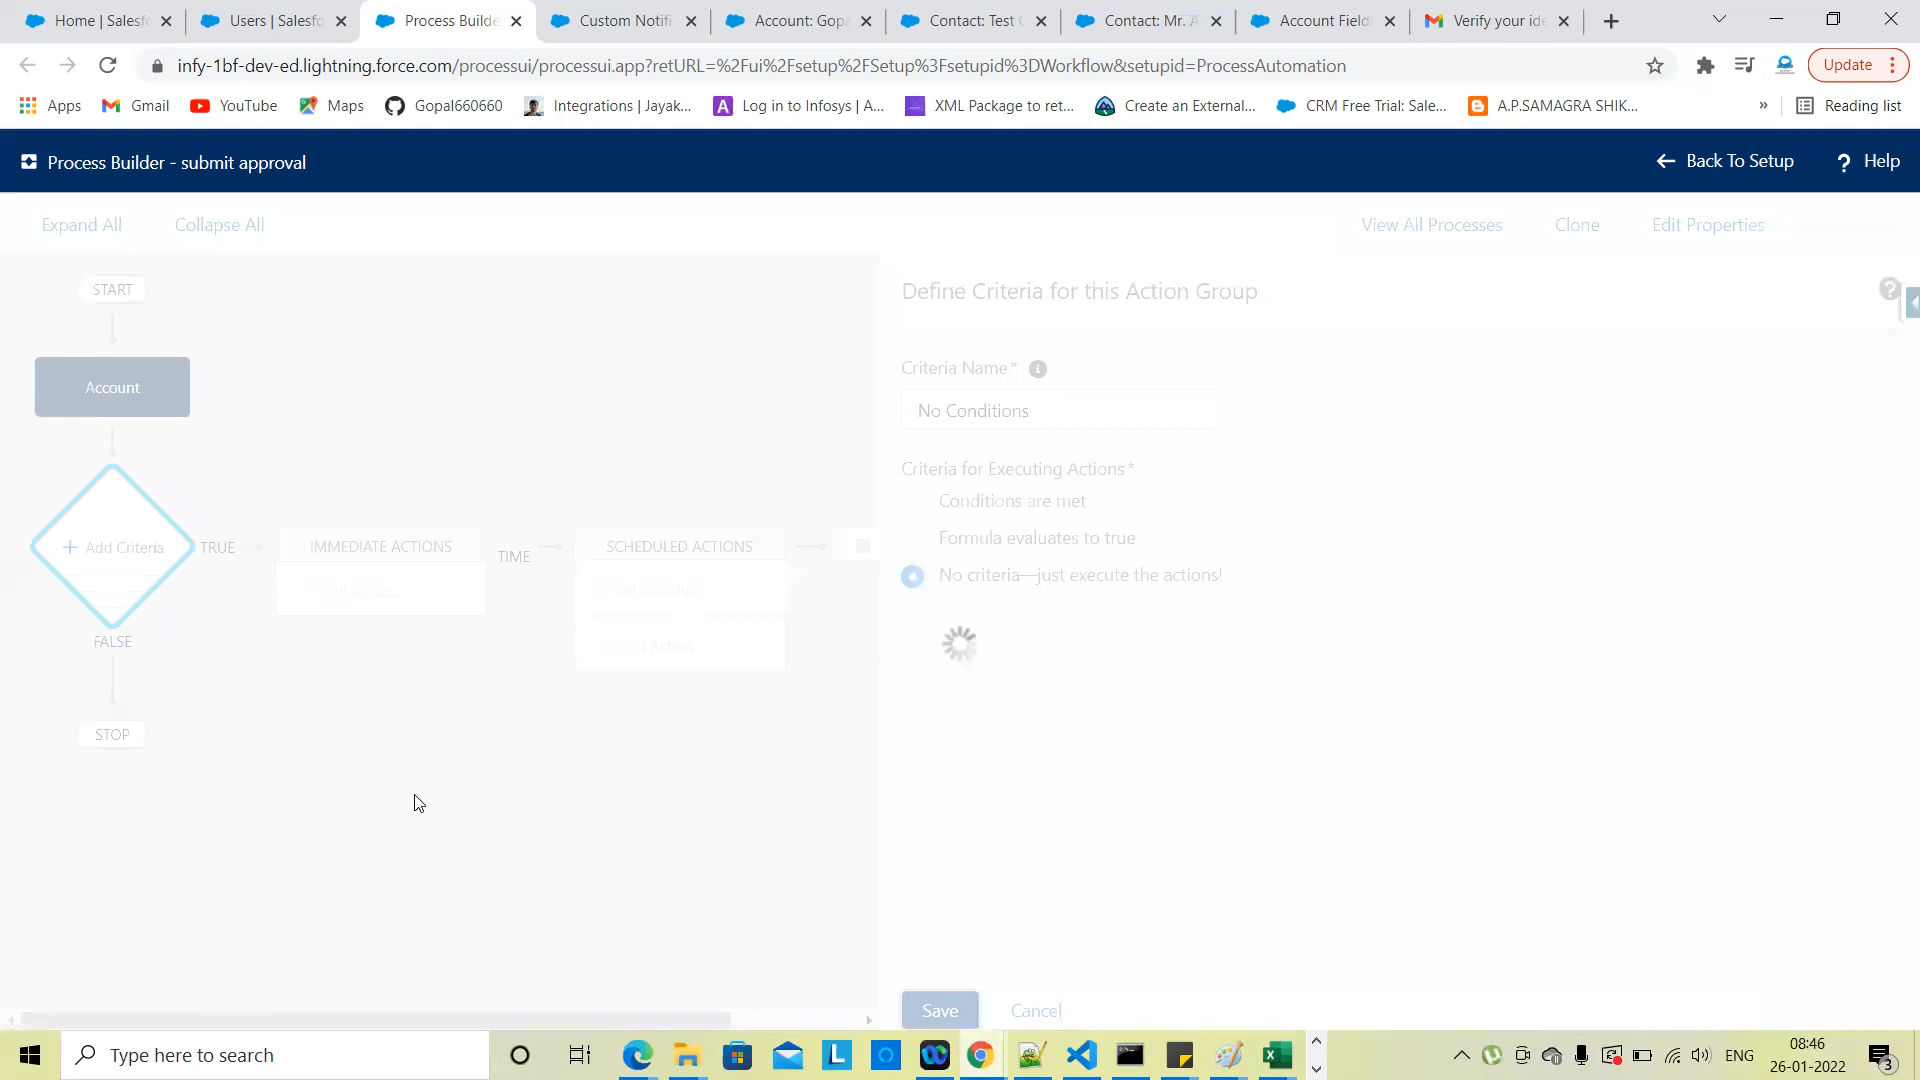 Home | Salesf
Users | Salesfo
Process Builde
Custom Notifi
Account: Gopa
Contact: Test
Contact: Mr. A
Account Field
Verify your ide
infy-1bf-dev-ed.lightning.force.com/processui/processui.app?retURL=%2Fui%2Fsetup%2FSetup%3Fsetupid%3DWorkflow&setupid=ProcessAutomation
Update
Apps
Gmail
YouTube
Maps
Gopal660060
Integrations | Jayak...
Log in to Infosys | A...
XML Package to ret...
Create an External...
CRM Free Trial: Sale...
A.P.SAMAGRA SHIK...
»
Reading list
Process Builder - submit approval
Back To Setup
? Help
Expand All
Collapse All
View All Processes
Clone
Edit Properties
START
Account
+ Add Criteria
TRUE
IMMEDIATE ACTIONS
TIME
SCHEDULED ACTIONS
Action
FALSE
STOP
Define Criteria for this Action Group
Criteria Name*
No Conditions
Criteria for Executing Actions*
Conditions are met
Formula evaluates to true
No criteria—just execute the actions!
Save
Cancel
Type here to search
ENG
08:46
26-01-2022
3